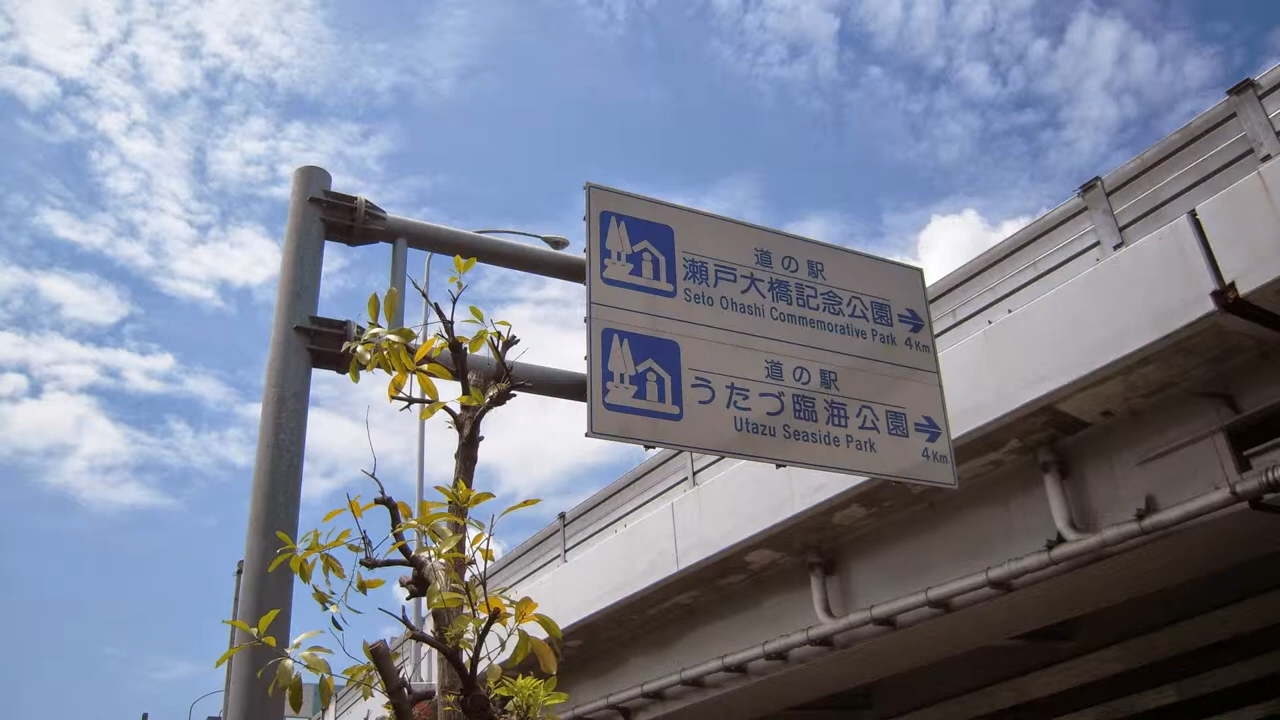 道の駅
瀬戸大橋記念公園
Seto Ohashi Commemorative Park 4Km
道の駅
うたづ臨海公園
Utazu Seaside Park
4Km